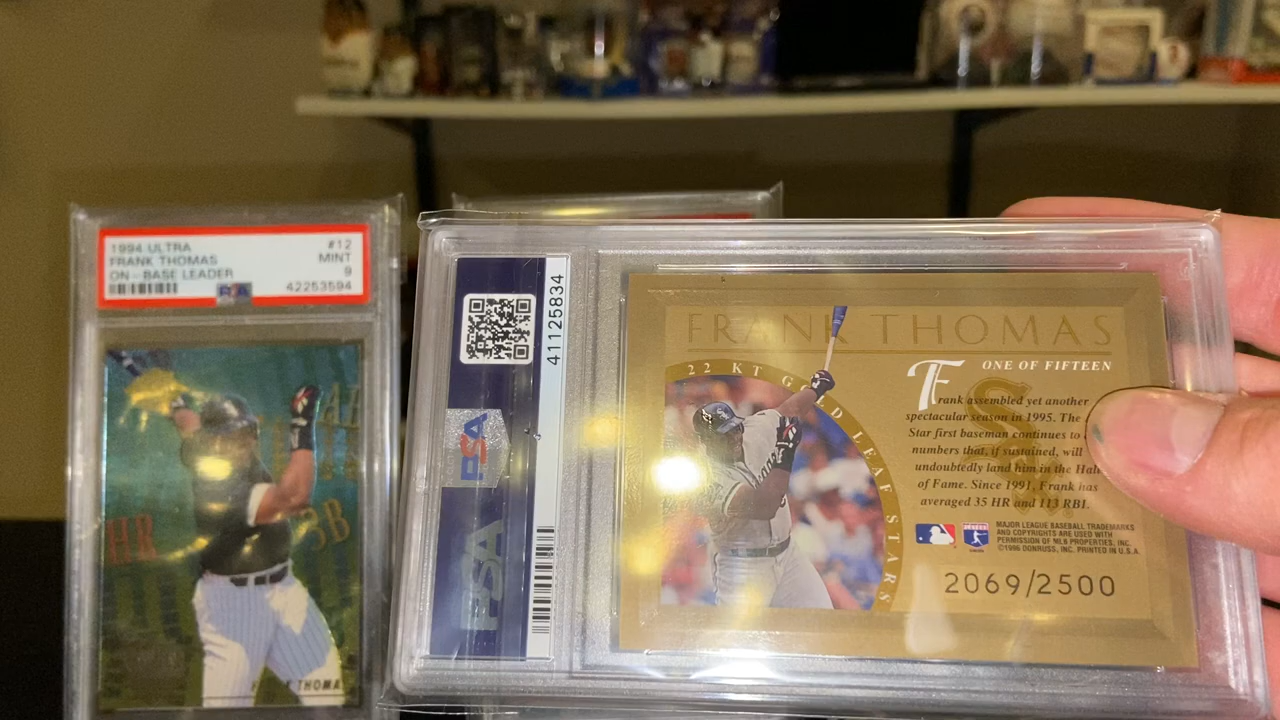 1994 ULTRA #12
FRANK THOMAS MINT
ON - BASE LEADER 9
PSA 42253594
HR
RB
41125834
PSA
PSA
FRANK THOMAS
22 KT GOLD LEAF STARS
ONE OF FIFTEEN
Frank assembled yet another
spectacular season in 1995. The
Star first baseman continues to
numbers that, if sustained, will
undoubtedly land him in the Hall
of Fame. Since 1991, Frank has
averaged 35 HR and 113 RBI.
MAJOR LEAGUE BASEBALL TRADEMARKS
AND COPYRIGHTS ARE USED WITH
PERMISSION OF MLB PROPERTIES, INC.
©1996 DONRUSS, INC. PRINTED IN U.S.A.
2069/2500